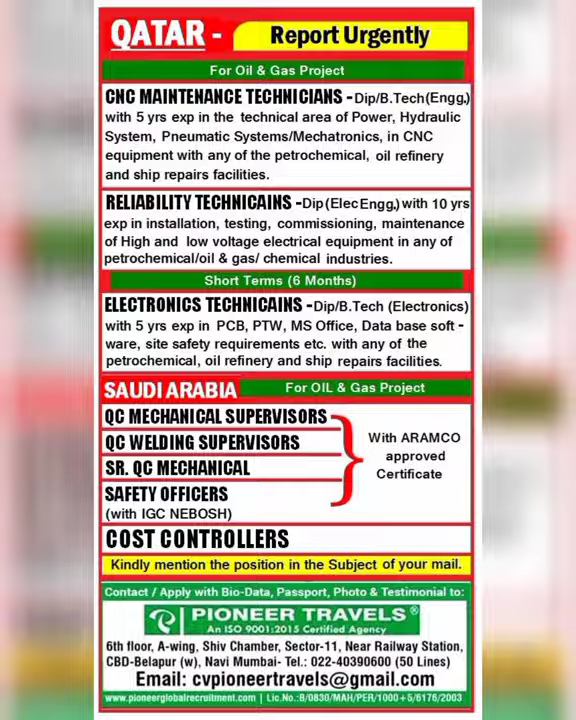 QATAR - Report Urgently
For Oil & Gas Project
CNC MAINTENANCE TECHNICIANS - Dip/B.Tech(Engg,)
with 5 yrs exp in the technical area of Power, Hydraulic
System, Pneumatic Systems/Mechatronics, in CNC
equipment with any of the petrochemical, oil refinery
and ship repairs facilities.
RELIABILITY TECHNICAINS - Dip(ElecEngg,) with 10 yrs
exp in installation, testing, commissioning, maintenance
of High and low voltage electrical equipment in any of
petrochemical/oil & gas/ chemical industries.
Short Terms (6 Months)
ELECTRONICS TECHNICAINS - Dip/B.Tech (Electronics)
with 5 yrs exp in PCB, PTW, MS Office, Data base soft -
ware, site safety requirements etc. with any of the
petrochemical, oil refinery and ship repairs facilities.
SAUDI ARABIA For OIL & Gas Project
QC MECHANICAL SUPERVISORS
QC WELDING SUPERVISORS
SR. QC MECHANICAL
SAFETY OFFICERS
(with IGC NEBOSH)
With ARAMCO
approved
Certificate
COST CONTROLLERS
Kindly mention the position in the Subject of your mail.
Contact / Apply with Bio-Data, Passport, Photo & Testimonial to:
PIONEER TRAVELS ®
An ISO 9001:2015 Certified Agency
6th floor, A-wing, Shiv Chamber, Sector-11, Near Railway Station,
CBD-Belapur (w), Navi Mumbai- Tel.: 022-40390600 (50 Lines)
Email: cvpioneertravels@gmail.com
www.pioneerglobalrecruitment.com | Lic.No.:B/0830/MAH/PER/1000+5/6176/2003